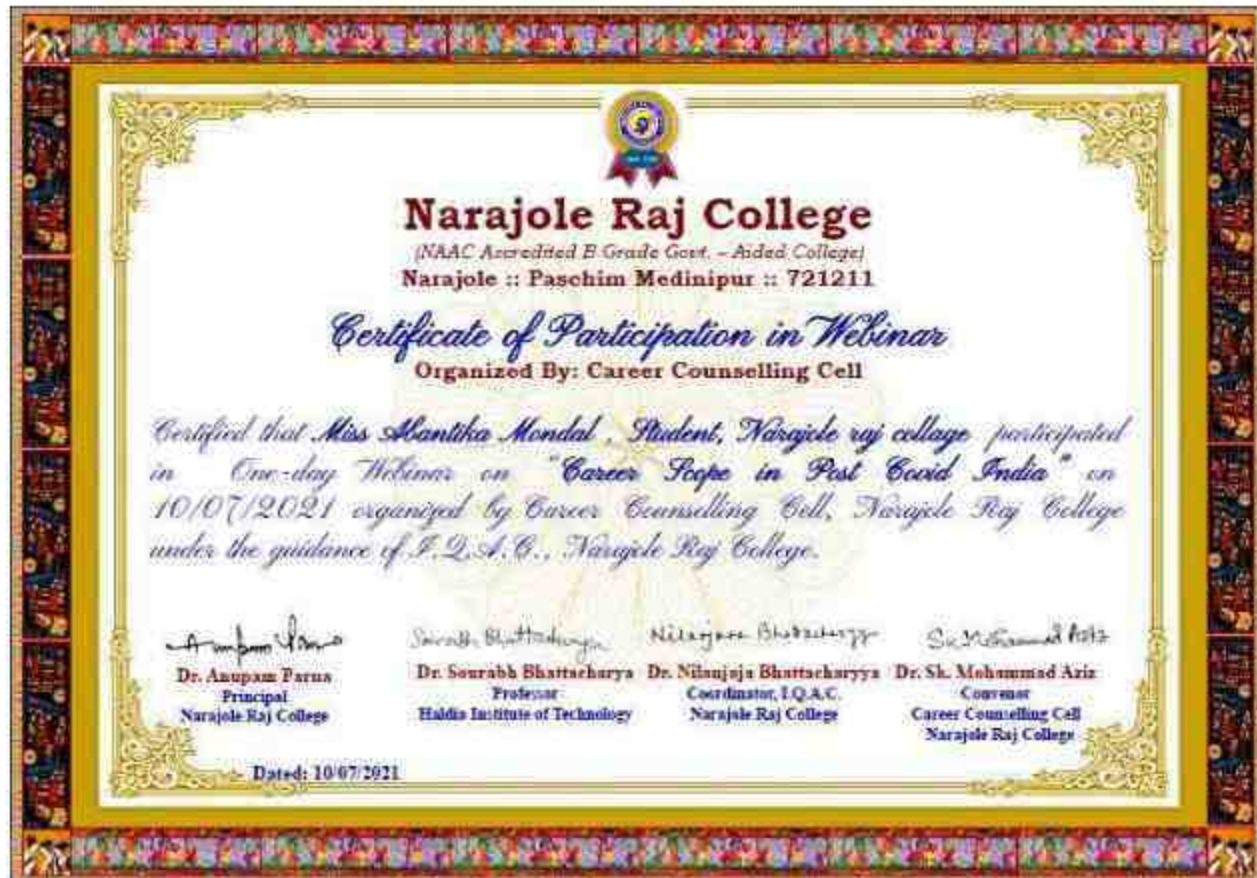 Narajole Raj College
(NAAC Accredited B Grade Govt. – Aided College)
Narajole :: Paschim Medinipur :: 721211
Certificate of Participation in Webinar
Organized By: Career Counselling Cell
Certified that Miss Abantika Mondal , Student, Narajole raj collage participated
in One-day Webinar on "Career Scope in Post Covid India" on
10/07/2021 organized by Career Counselling Cell, Narajole Raj College
under the guidance of I.Q.A.C., Narajole Raj College.
Dr. Anupam Parua
Principal
Narajole Raj College
Dr. Sourabh Bhattacharya
Professor
Haldia Institute of Technology
Dr. Nilanjaja Bhattacharyya
Coordinator, I.Q.A.C.
Narajole Raj College
Sk Mohammad Aziz
Dr. Sk. Mohammad Aziz
Convenor
Career Counselling Cell
Narajole Raj College
Dated: 10/07/2021